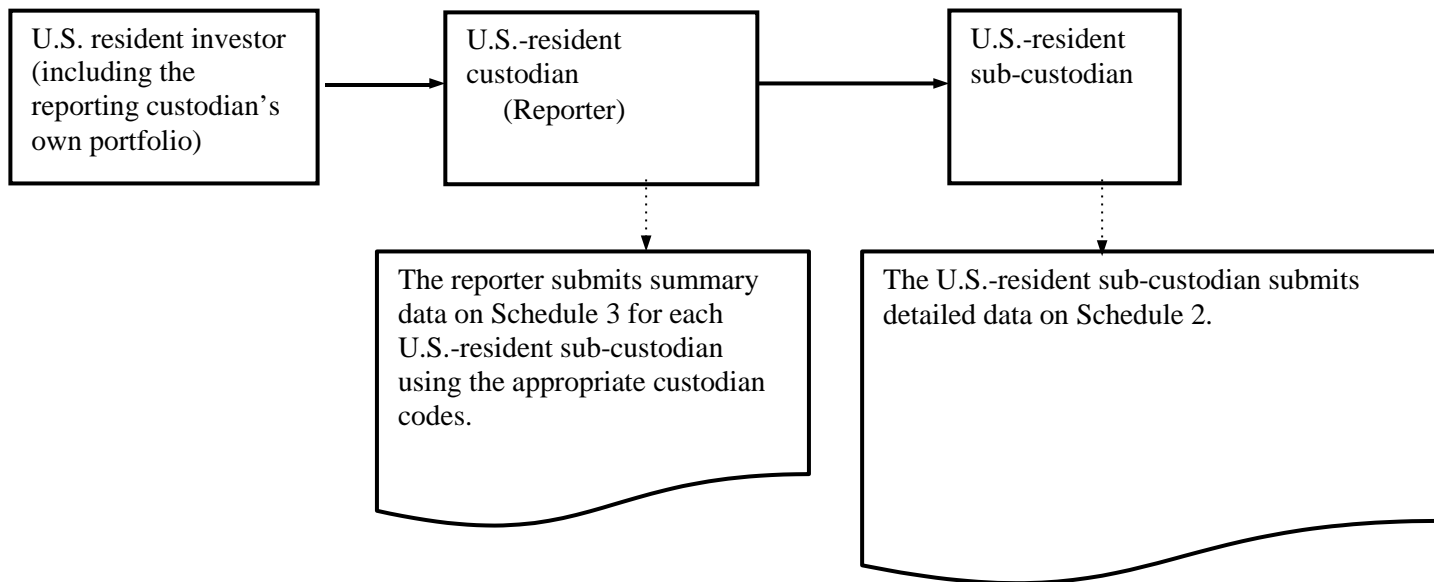 U.S. resident investor
(including the
reporting custodian's
own portfolio)
U.S.-resident
custodian
(Reporter)
U.S.-resident
sub-custodian
The reporter submits summary
data on Schedule 3 for each
U.S.-resident sub-custodian
using the appropriate custodian
codes.
The U.S.-resident sub-custodian submits
detailed data on Schedule 2.